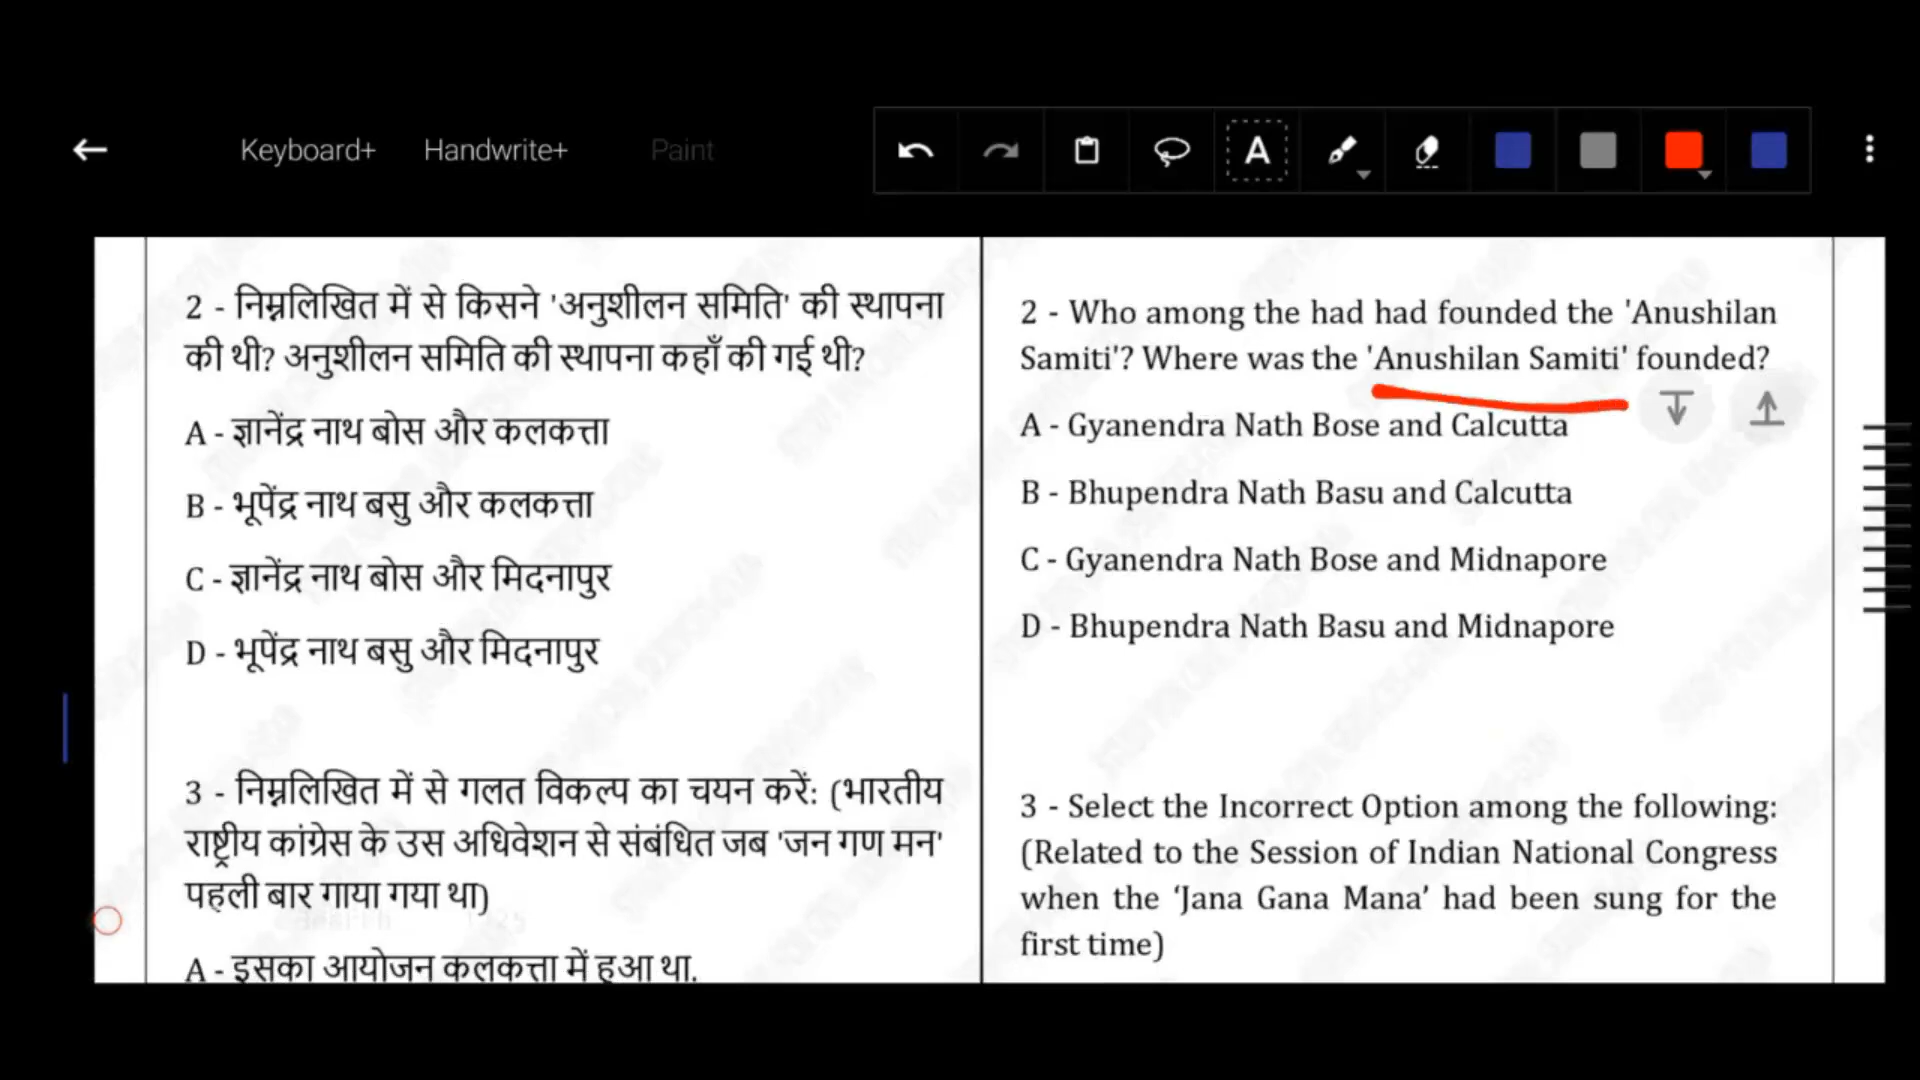 Keyboard+ Handwrite+ Paint
A
2 - निम्नलिखित में से किसने 'अनुशीलन समिति' की स्थापना
की थी? अनुशीलन समिति की स्थापना कहाँ की गई थी?
A - ज्ञानेंद्र नाथ बोस और कलकत्ता
B - भूपेंद्र नाथ बसु और कलकत्ता
C - ज्ञानेंद्र नाथ बोस और मिदनापुर
D - भूपेंद्र नाथ बसु और मिदनापुर
3 - निम्नलिखित में से गलत विकल्प का चयन करें: (भारतीय
राष्ट्रीय कांग्रेस के उस अधिवेशन से संबंधित जब 'जन गण मन'
पहली बार गाया गया था)
A - इसका आयोजन कलकत्ता में हुआ था.
2 - Who among the had had founded the 'Anushilan
Samiti'? Where was the 'Anushilan Samiti' founded?
A - Gyanendra Nath Bose and Calcutta
B - Bhupendra Nath Basu and Calcutta
C - Gyanendra Nath Bose and Midnapore
D - Bhupendra Nath Basu and Midnapore
3 - Select the Incorrect Option among the following:
(Related to the Session of Indian National Congress
when the ‘Jana Gana Mana’ had been sung for the
first time)